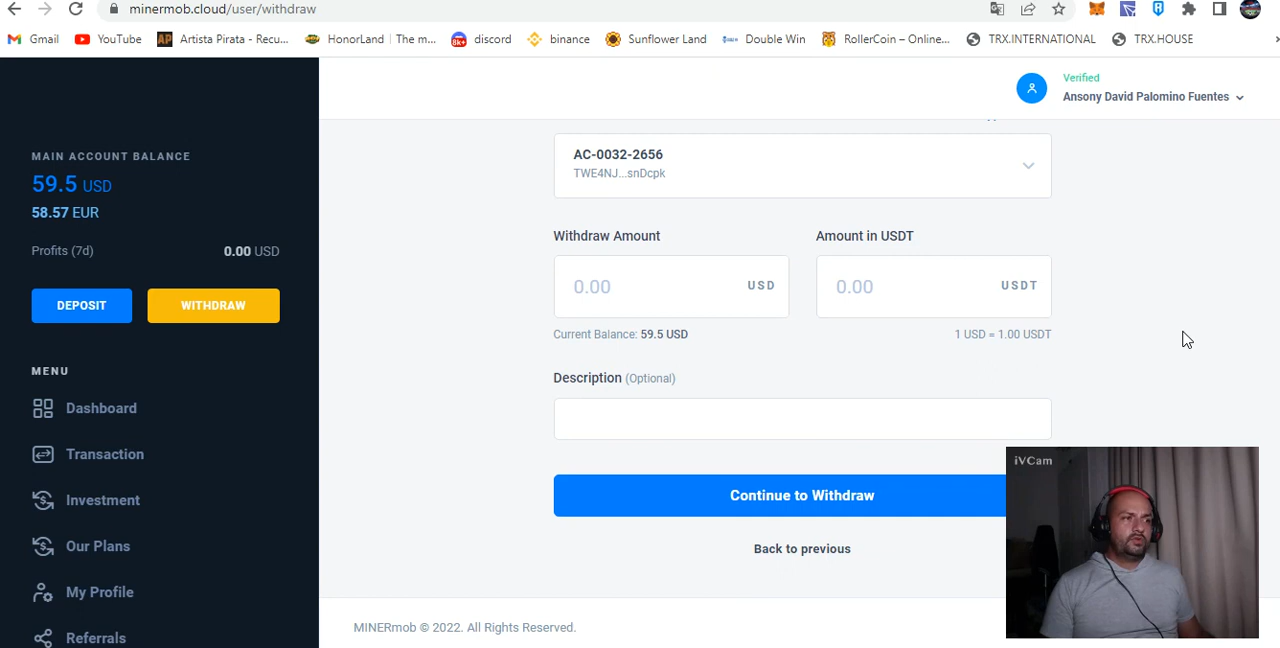 minermob.cloud/user/withdraw
Gmail YouTube Artista Pirata - Recu... HonorLand | The m... discord binance Sunflower Land Double Win RollerCoin – Online... TRX.INTERNATIONAL TRX.HOUSE
Verified
Ansony David Palomino Fuentes
MAIN ACCOUNT BALANCE
59.5 USD
58.57 EUR
Profits (7d) 0.00 USD
DEPOSIT WITHDRAW
MENU
Dashboard
Transaction
Investment
Our Plans
My Profile
Referrals
AC-0032-2656
TWE4NJ...snDcpk
Withdraw Amount Amount in USDT
0.00 USD 0.00 USDT
Current Balance: 59.5 USD 1 USD = 1.00 USDT
Description (Optional)
Continue to Withdraw
Back to previous
MINERmob © 2022. All Rights Reserved.
iVCam